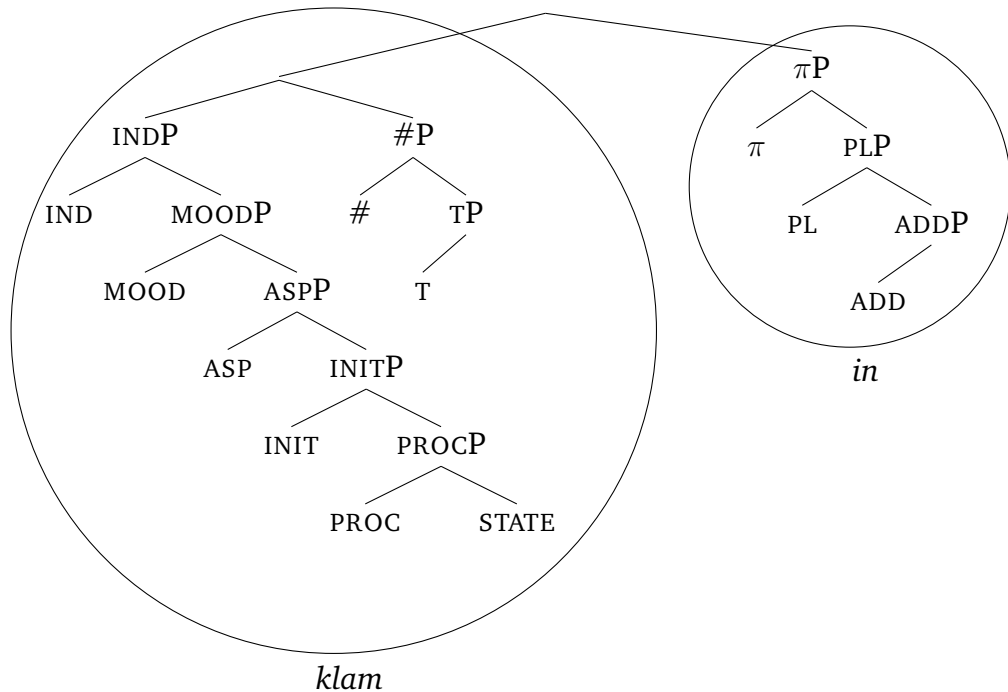 πP
INDP #P π PLP
IND MOODP # TP PL ADDP
MOOD ASPP T ADD
ASP INITP in
INIT PROCP
PROC STATE
klam